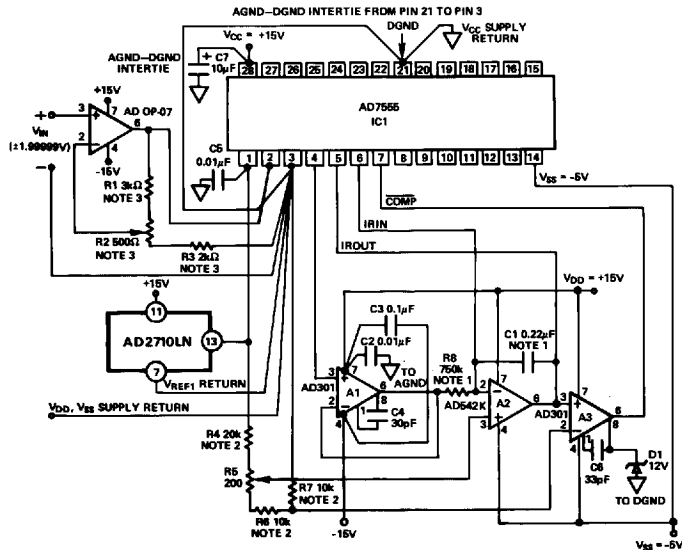 AGND—DGND INTERTIE FROM PIN 21 TO PIN 3
DGND
VCC SUPPLY
RETURN
AGND—DGND
INTERTIE
VCC = +15V
+
C7
10µF
28 27 26 26 25 24 23 22 21 20 19 18 17 16 15
AD7555
IC1
1 2 3 4 5 6 7 8 9 10 11 12 13 14
+15V
AD OP-07
+
VIN
(±1.99999V)
–
3
2
7
6
4
+
–
-15V
C5
0.01µF
VSS = -5V
COMP
IRIN
IROUT
R1 3kΩ
NOTE 3
R2 500Ω
NOTE 3
R3 2kΩ
NOTE 3
+15V
11
AD2710LN
13
7
VREF1 RETURN
VDD, VSS SUPPLY RETURN
VDD = +15V
C3 0.1µF
C2 0.01µF
TO
AGND
AD301
A1
3
7
6
8
1
2
4
+
–
C4
30pF
-15V
R8
750k
NOTE 1
C1 0.22µF
NOTE 1
AD542K
A2
2
7
6
3
4
–
+
AD301
A3
3
7
6
8
2
1
4
+
–
C6
33pF
D1
12V
TO DGND
R4 20k
NOTE 2
R5
200
R6 10k
NOTE 2
R7 10k
NOTE 2
VSS = -5V